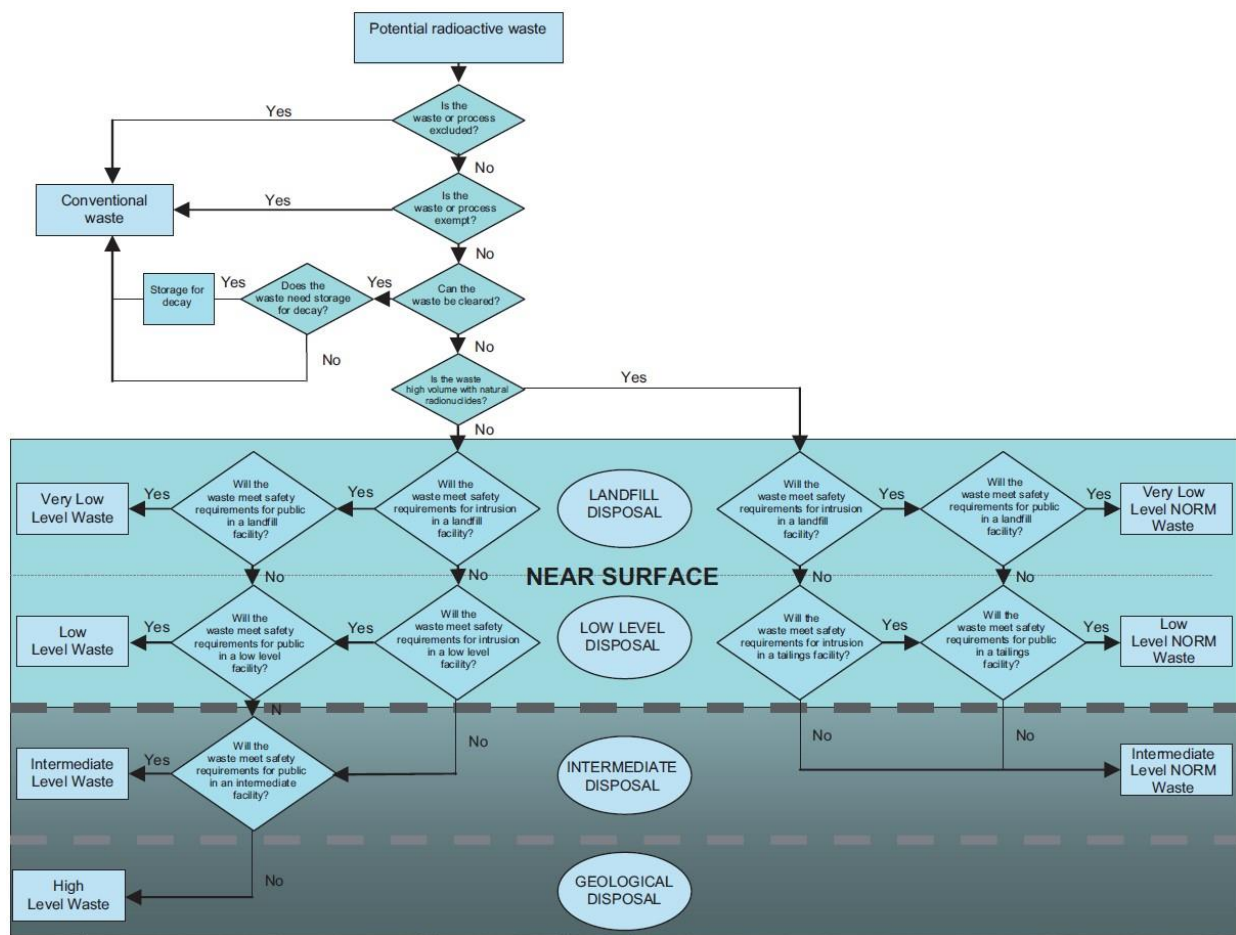 Potential radioactive waste
Is the
waste or process
excluded?
Yes
No
Conventional
waste
Is the
waste or process
exempt?
Yes
No
Storage for
decay
Yes
Does the
waste need storage
for decay?
Yes
Can the
waste be cleared?
No
No
Is the waste
high volume with natural
radionuclides?
Yes
No
Very Low
Level Waste
Yes
Will the
waste meet safety
requirements for public
in a landfill
facility?
Yes
Will the
waste meet safety
requirements for intrusion
in a landfill
facility?
LANDFILL
DISPOSAL
Will the
waste meet safety
requirements for intrusion
in a landfill
facility?
Yes
Will the
waste meet safety
requirements for public
in a landfill
facility?
Yes
Very Low
Level NORM
Waste
No
No
NEAR SURFACE
No
No
Low
Level Waste
Yes
Will the
waste meet safety
requirements for public
in a low level
facility?
Yes
Will the
waste meet safety
requirements for intrusion
in a low level
facility?
LOW LEVEL
DISPOSAL
Will the
waste meet safety
requirements for intrusion
in a tailings facility?
Yes
Will the
waste meet safety
requirements for public
in a tailings
facility?
Yes
Low
Level NORM
Waste
N
Intermediate
Level Waste
Yes
Will the
waste meet safety
requirements for public
in an intermediate
facility?
No
INTERMEDIATE
DISPOSAL
No
No
Intermediate
Level NORM
Waste
High
Level Waste
No
GEOLOGICAL
DISPOSAL